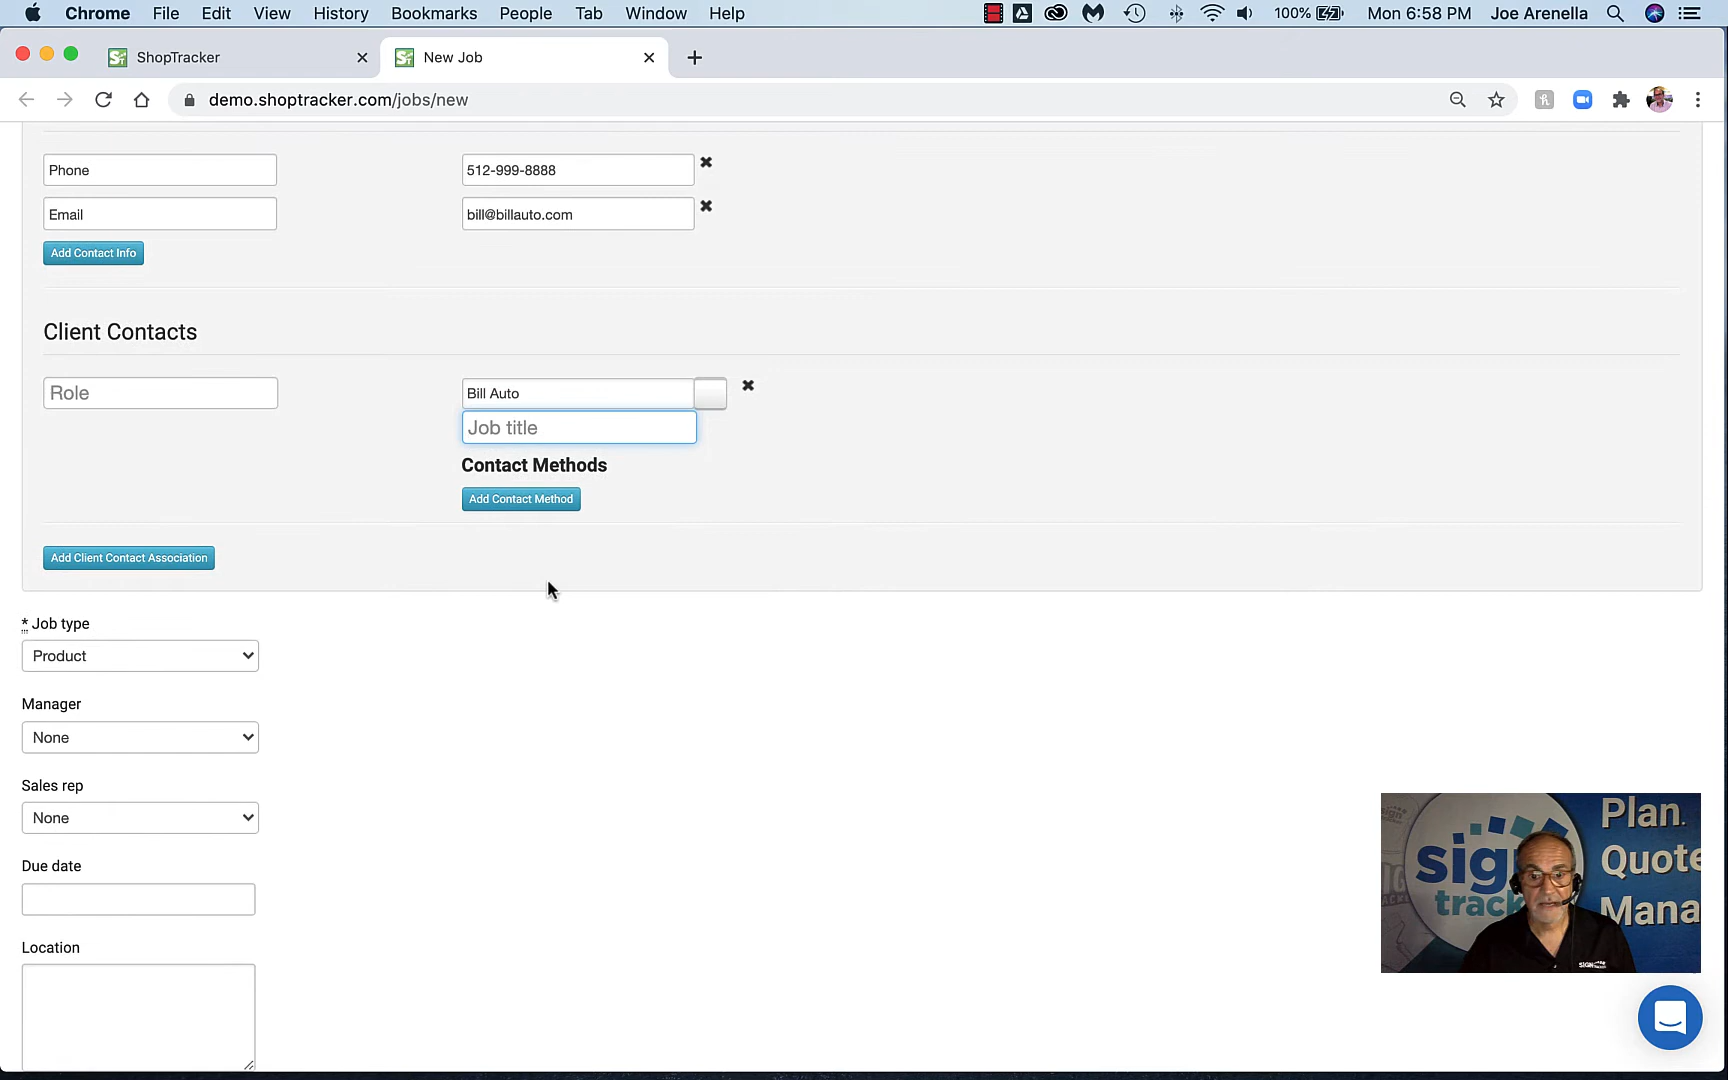 Chrome File Edit View History Bookmarks People Tab Window Help 100% Mon 6:58 PM Joe Arenella
ShopTracker New Job
demo.shoptracker.com/jobs/new
Phone 512-999-8888
Email bill@billauto.com
Add Contact Info
Client Contacts
Role Bill Auto
Job title
Contact Methods
Add Contact Method
Add Client Contact Association
* Job type
Product
Manager
None
Sales rep
None
Due date
Location
Plan.
Quote
Mana
sign
track